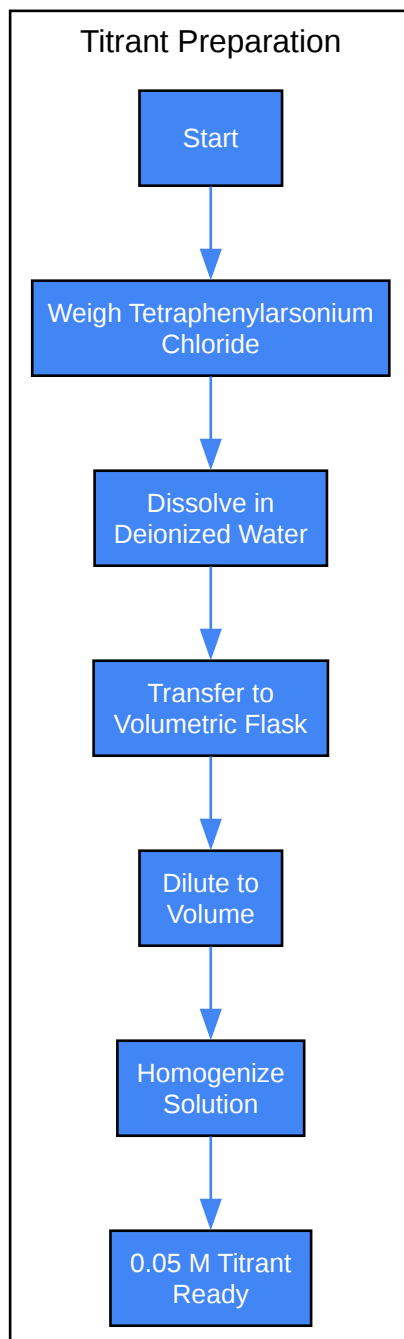 Titrant Preparation
Start
Weigh Tetraphenylarsonium
Chloride
Dissolve in
Deionized Water
Transfer to
Volumetric Flask
Dilute to
Volume
Homogenize
Solution
0.05 M Titrant
Ready